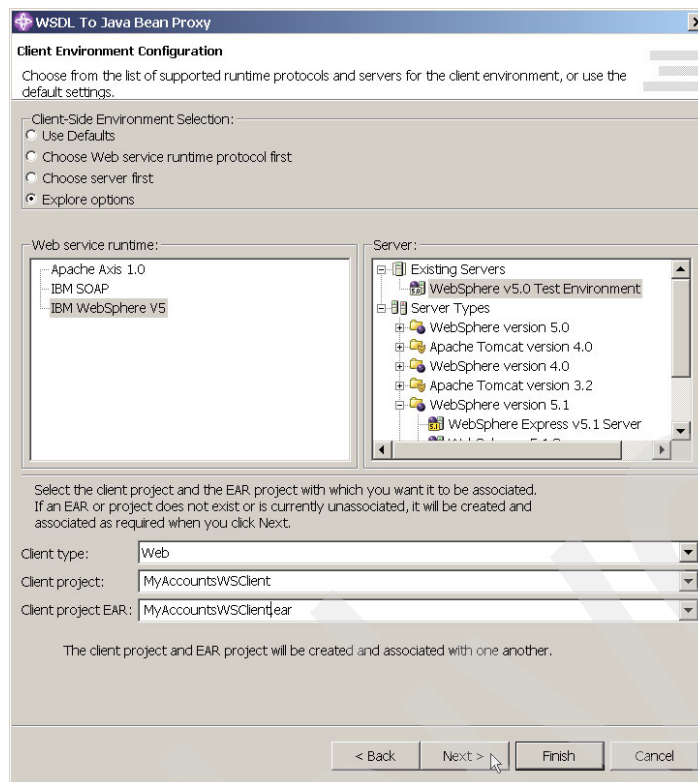 WSDL To Java Bean Proxy
Client Environment Configuration
Choose from the list of supported runtime protocols and servers for the client environment, or use the
default settings.
Client-Side Environment Selection:
Use Defaults
Choose Web service runtime protocol first
Choose server first
Explore options
Web service runtime:
Apache Axis 1.0
IBM SOAP
IBM WebSphere V5
Server:
Existing Servers
WebSphere v5.0 Test Environment
Server Types
WebSphere version 5.0
Apache Tomcat version 4.0
WebSphere version 4.0
Apache Tomcat version 3.2
WebSphere version 5.1
WebSphere Express v5.1 Server
Select the client project and the EAR project with which you want it to be associated.
If an EAR or project does not exist or is currently unassociated, it will be created and
associated as required when you click Next.
Client type: Web
Client project: MyAccountsWSClient
Client project EAR: MyAccountsWSClient.ear
The client project and EAR project will be created and associated with one another.
< Back Next > Finish Cancel